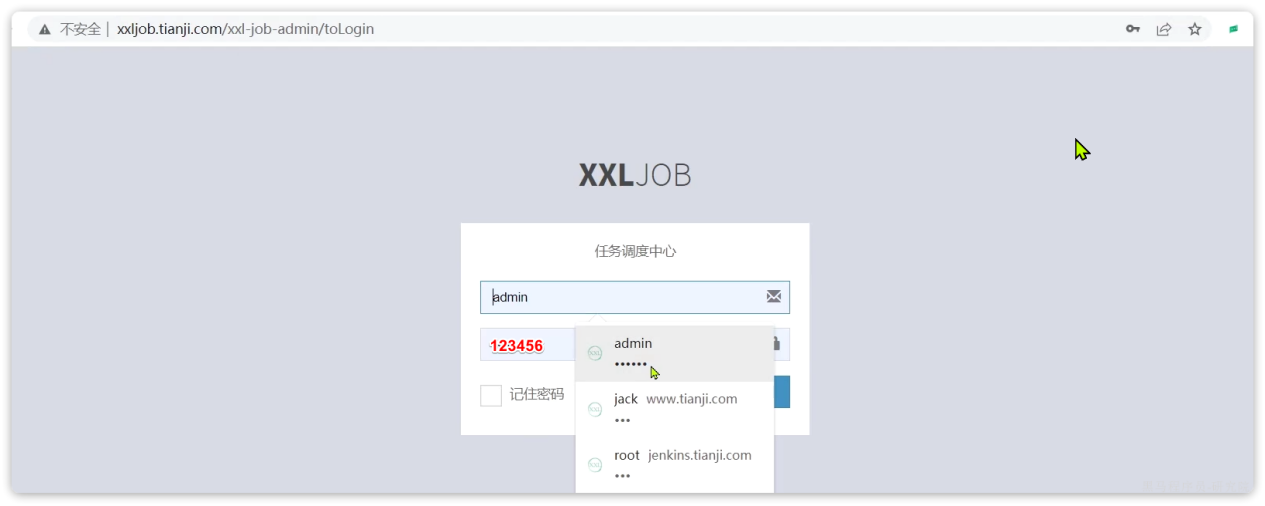 不安全 | xxljob.tianji.com/xxl-job-admin/toLogin
XXLJOB
任务调度中心
admin
123456
记住密码
admin
••••••
jack www.tianji.com
•••
root jenkins.tianji.com
•••